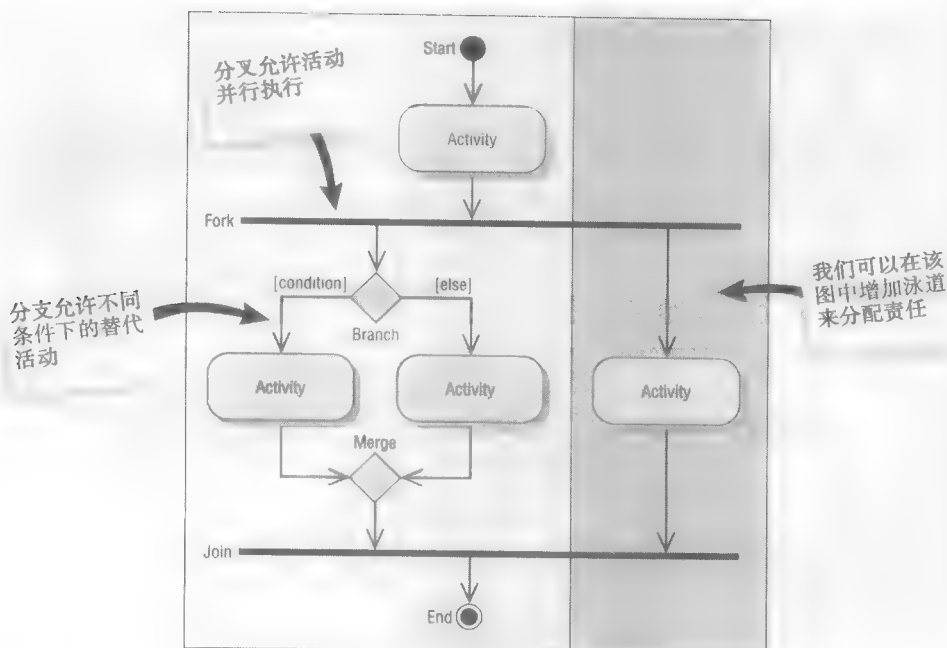 Start
分叉允许活动
并行执行
Activity
Fork
[condition]
[else]
分支允许不同
条件下的替代
活动
Branch
我们可以在该
图中增加泳道
来分配责任
Activity
Activity
Activity
Merge
Join
End